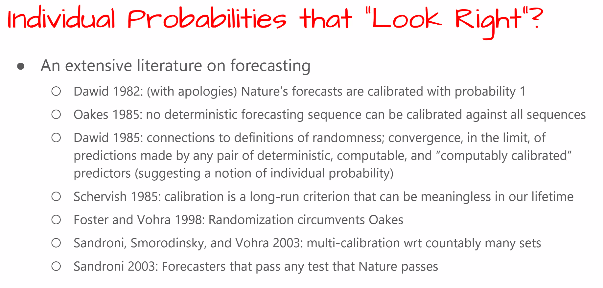 Individual Probabilities that "Look Right"?
● An extensive literature on forecasting
○ Dawid 1982: (with apologies) Nature's forecasts are calibrated with probability 1
○ Oakes 1985: no deterministic forecasting sequence can be calibrated against all sequences
○ Dawid 1985: connections to definitions of randomness; convergence, in the limit, of
predictions made by any pair of deterministic, computable, and "computably calibrated"
predictors (suggesting a notion of individual probability)
○ Schervish 1985: calibration is a long-run criterion that can be meaningless in our lifetime
○ Foster and Vohra 1998: Randomization circumvents Oakes
○ Sandroni, Smorodinsky, and Vohra 2003: multi-calibration wrt countably many sets
○ Sandroni 2003: Forecasters that pass any test that Nature passes